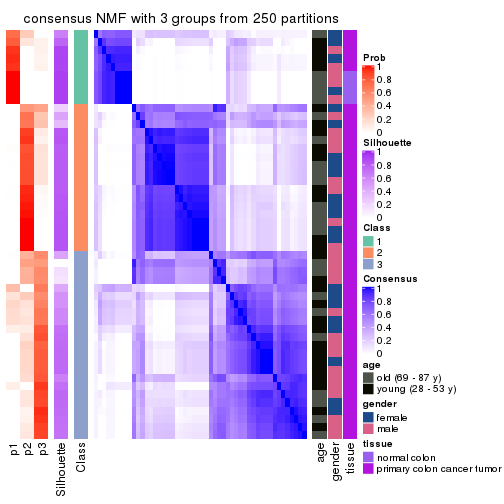 consensus NMF with 3 groups from 250 partitions
Prob
1
0.8
0.6
0.4
0.2
0
Silhouette
1
0.8
0.6
0.4
0.2
0
Class
1
2
3
Consensus
1
0.8
0.6
0.4
0.2
0
age
old (69 - 87 y)
young (28 - 53 y)
gender
female
male
tissue
normal colon
primary colon cancer tumor
p1
p2
p3
Silhouette
Class
age
gender
tissue